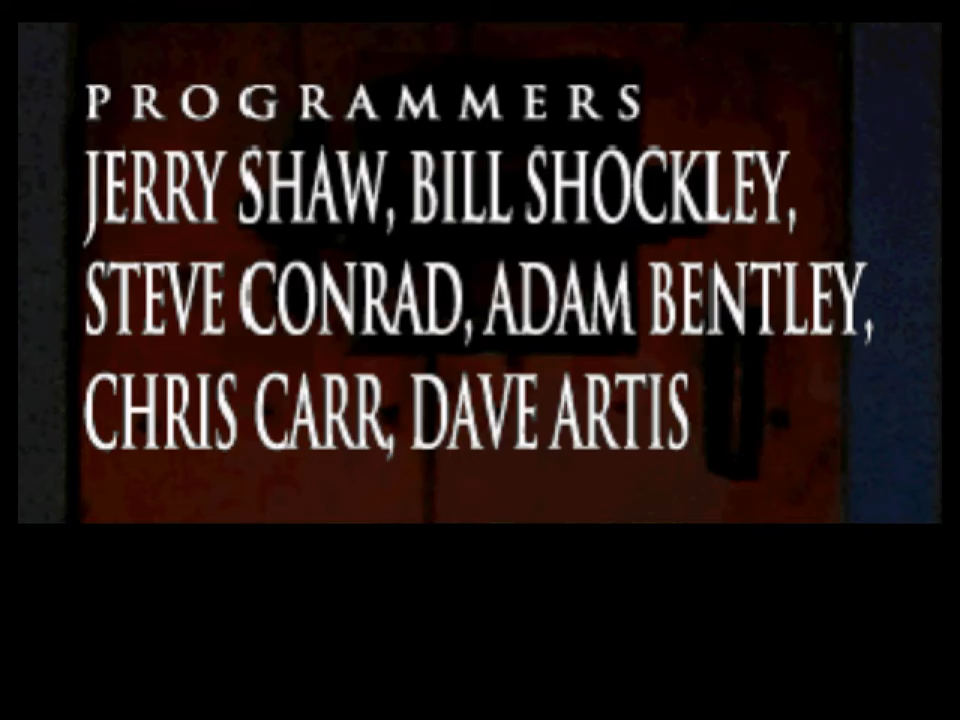 PROGRAMMERS
JERRY SHAW, BILL SHOCKLEY,
STEVE CONRAD, ADAM BENTLEY,
CHRIS CARR, DAVE ARTIS